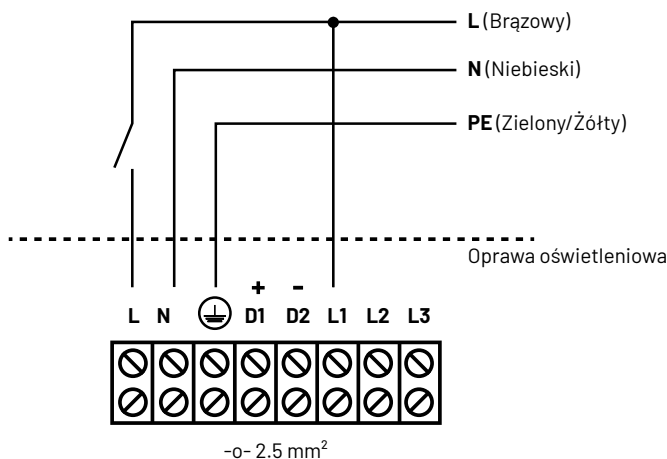 L (Brązowy)
N (Niebieski)
PE (Zielony/Żółty)
Oprawa oświetleniowa
+ -
L N D1 D2 L1 L2 L3
-o- 2.5 mm²